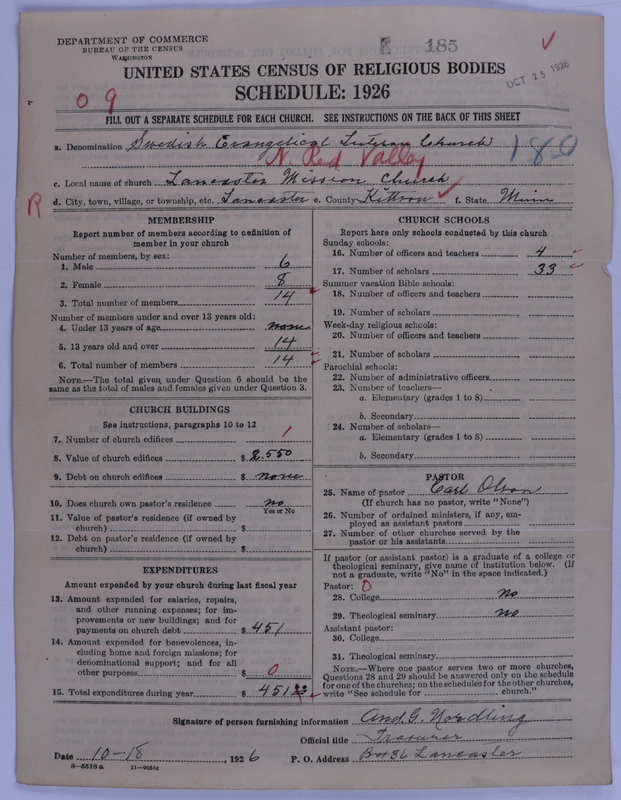 DEPARTMENT OF COMMERCE
BUREAU OF THE CENSUS
WASHINGTON
185
OCT 25 1926
UNITED STATES CENSUS OF RELIGIOUS BODIES
SCHEDULE: 1926
0 9
FILL OUT A SEPARATE SCHEDULE FOR EACH CHURCH. SEE INSTRUCTIONS ON THE BACK OF THIS SHEET
a. Denomination Swedish Evangelical Luteran Church
N. Red Valley
180
c. Local name of church Lancaster Mission Church
R
d. City, town, village, or township, etc. Lancaster e. County Kittson f. State Minn
MEMBERSHIP
Report number of members according to definition of
member in your church
Number of members, by sex:
1. Male 6
2. Female 8
3. Total number of members 14
Number of members under and over 13 years old:
4. Under 13 years of age none
5. 13 years old and over 14
6. Total number of members 14
NOTE.—The total given under Question 6 should be the
same as the total of males and females given under Question 3.
CHURCH BUILDINGS
See instructions, paragraphs 10 to 12
7. Number of church edifices 1
8. Value of church edifices $ 2.550
9. Debt on church edifices $ none
10. Does church own pastor's residence no
Yes or No
11. Value of pastor's residence (if owned by
church) $
12. Debt on pastor's residence (if owned by
church) $
EXPENDITURES
Amount expended by your church during last fiscal year
13. Amount expended for salaries, repairs,
and other running expenses; for im-
provements or new buildings; and for
payments on church debt $ 451
14. Amount expended for benevolences, in-
cluding home and foreign missions; for
denominational support; and for all
other purposes $ 0
15. Total expenditures during year $ 451
CHURCH SCHOOLS
Report here only schools conducted by this church
Sunday schools:
16. Number of officers and teachers 4
17. Number of scholars 33
Summer vacation Bible schools:
18. Number of officers and teachers
19. Number of scholars
Week-day religious schools:
20. Number of officers and teachers
21. Number of scholars
Parochial schools:
22. Number of administrative officers
23. Number of teachers—
a. Elementary (grades 1 to 8)
b. Secondary
24. Number of scholars—
a. Elementary (grades 1 to 8)
b. Secondary
PASTOR
25. Name of pastor Carl Olson
(If church has no pastor, write "None")
26. Number of ordained ministers, if any, em-
ployed as assistant pastors
27. Number of other churches served by the
pastor or his assistants
If pastor (or assistant pastor) is a graduate of a college or
theological seminary, give name of institution below. (If
not a graduate, write "No" in the space indicated.)
Pastor: 0
28. College no
29. Theological seminary no
Assistant pastor:
30. College
31. Theological seminary
NOTE.—Where one pastor serves two or more churches,
Questions 28 and 29 should be answered only on the schedule
for one of the churches; on the schedules for the other churches,
write "See schedule for church."
Signature of person furnishing information And. G. Nordling
Official title Tresurer
Date 10-18, 1926 P. O. Address Box 36 Lancaster
8-5518a 11-9354a